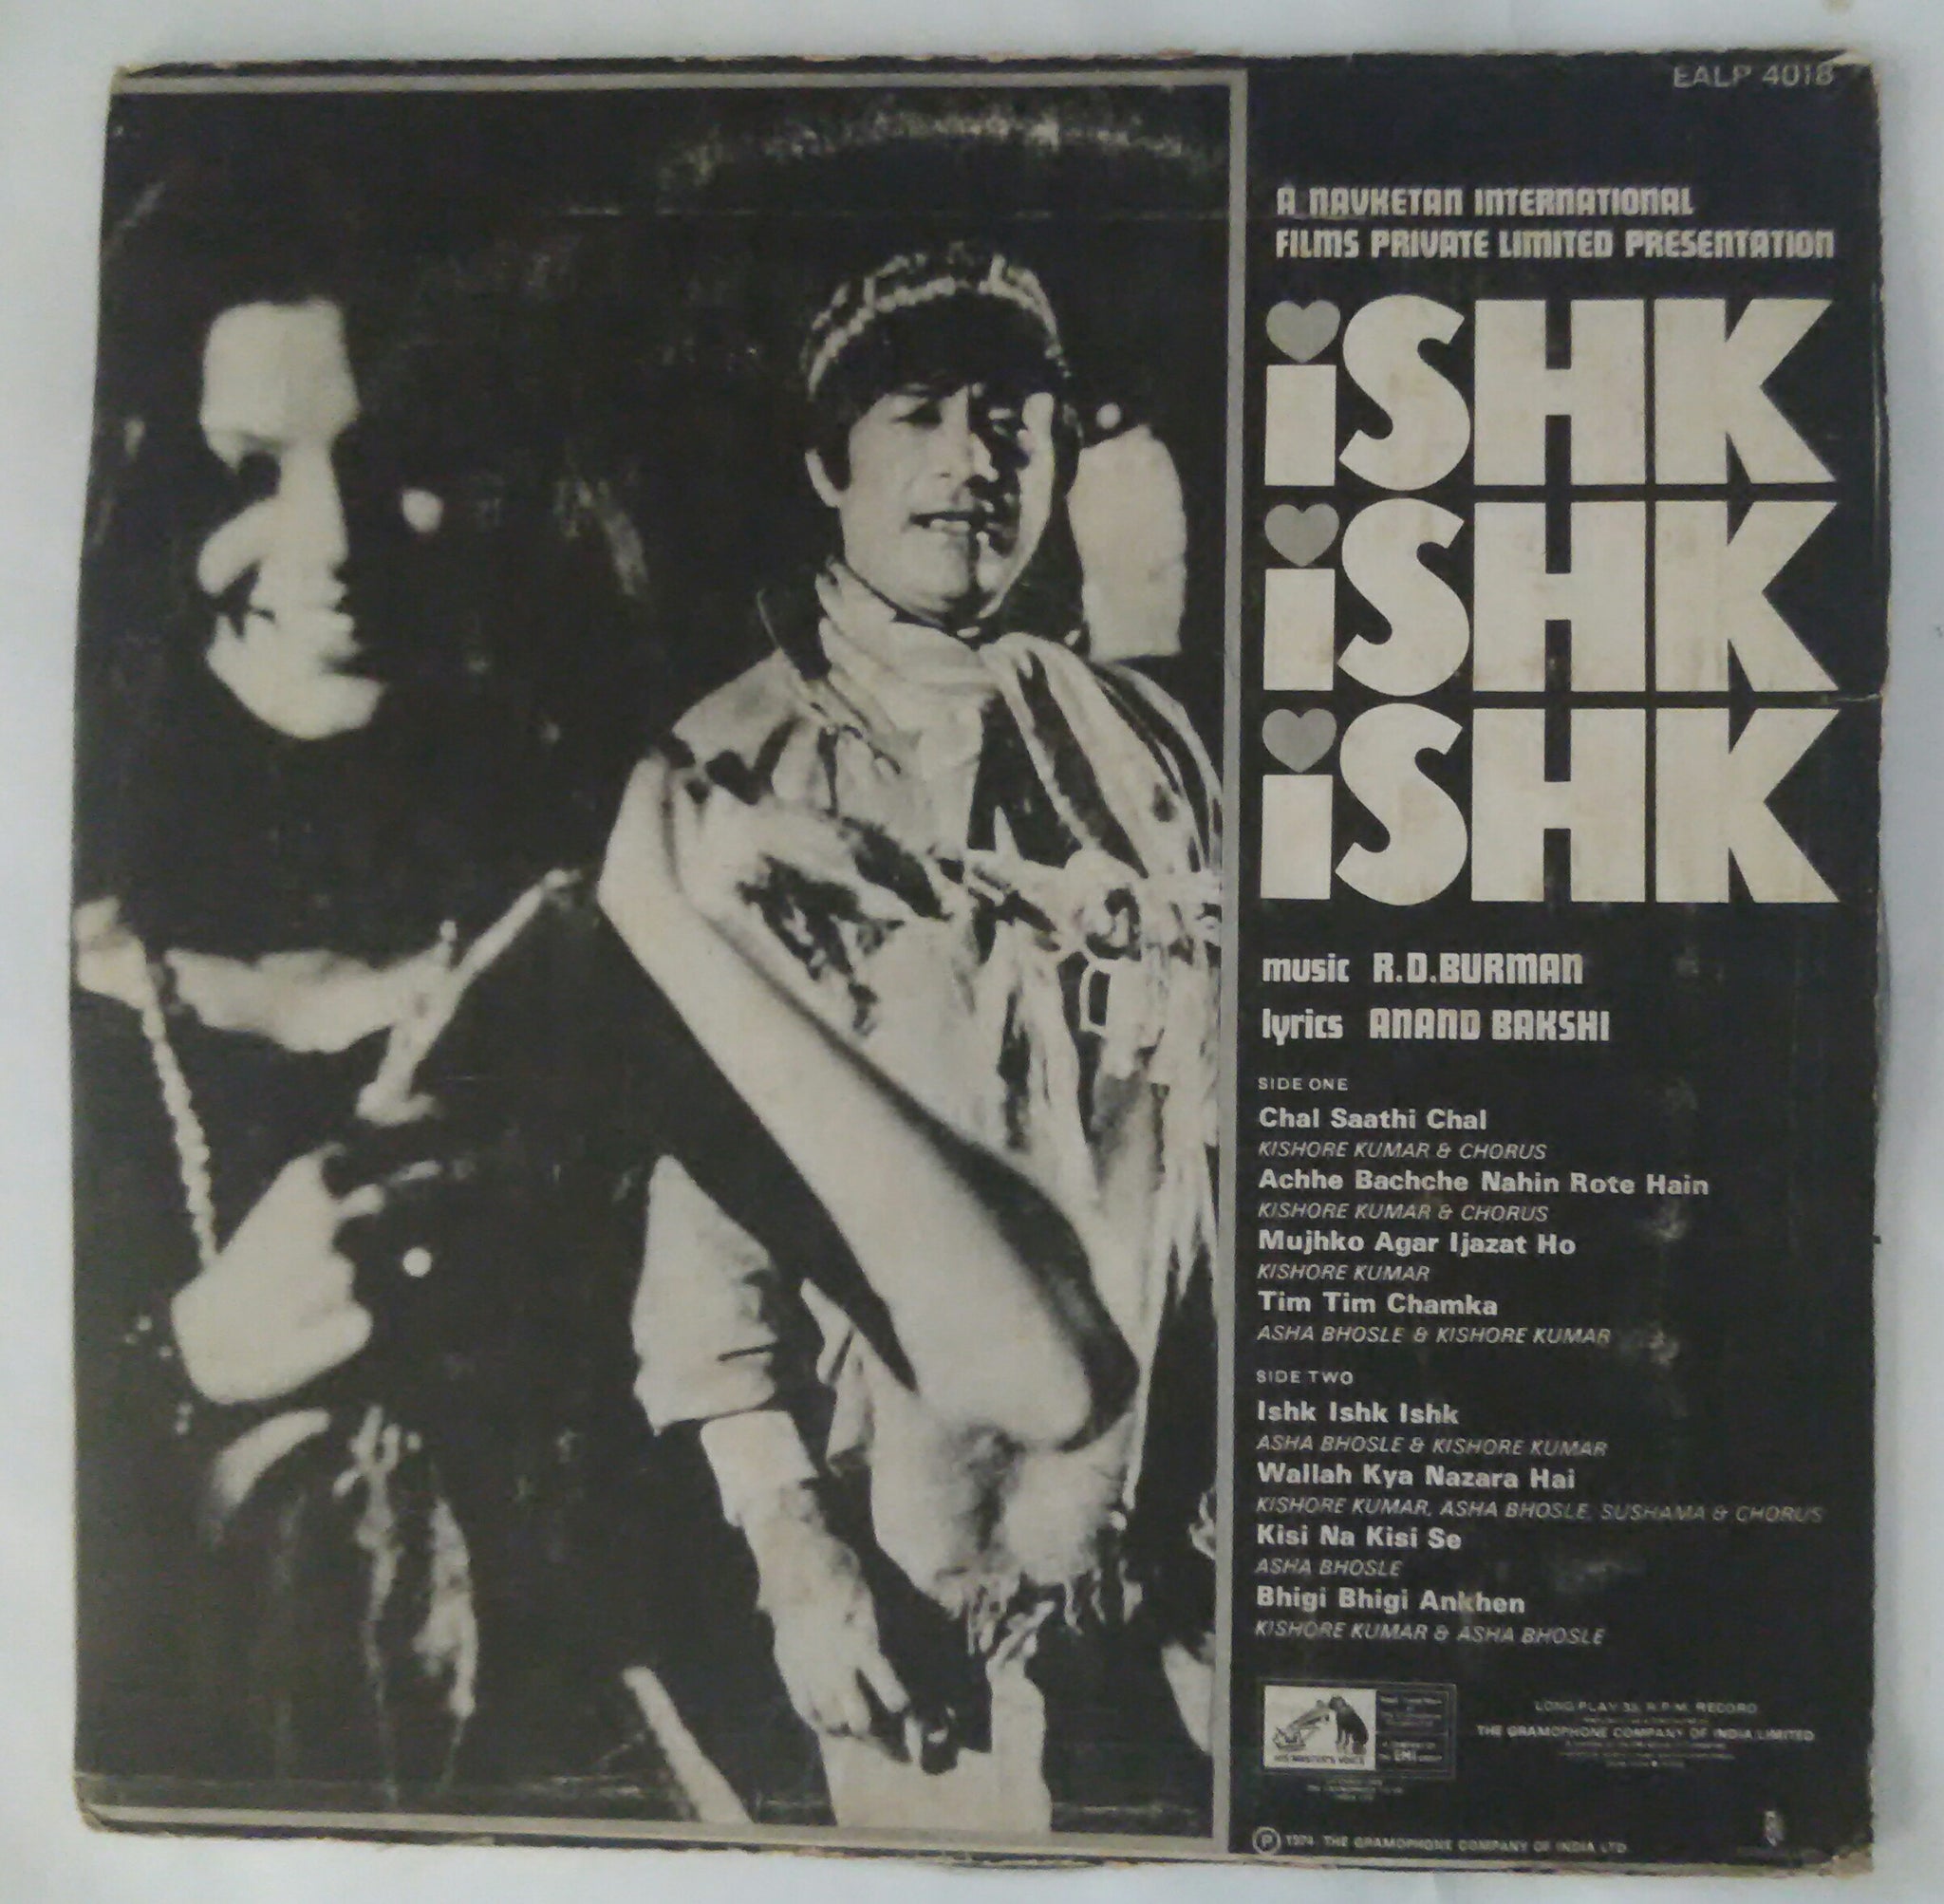 EALP 4018
A NAVKETAN INTERNATIONAL
FILMS PRIVATE LIMITED PRESENTATION
iSHK
iSHK
iSHK
music R.D.BURMAN
lyrics ANAND BAKSHI
SIDE ONE
Chal Saathi Chal
KISHORE KUMAR & CHORUS
Achhe Bachche Nahin Rote Hain
KISHORE KUMAR & CHORUS
Mujhko Agar Ijazat Ho
KISHORE KUMAR
Tim Tim Chamka
ASHA BHOSLE & KISHORE KUMAR
SIDE TWO
Ishk Ishk Ishk
ASHA BHOSLE & KISHORE KUMAR
Wallah Kya Nazara Hai
KISHORE KUMAR, ASHA BHOSLE, SUSHAMA & CHORUS
Kisi Na Kisi Se
ASHA BHOSLE
Bhigi Bhigi Ankhen
KISHORE KUMAR & ASHA BHOSLE
HIS MASTER'S VOICE
EMI
LONG PLAY 33 R.P.M. RECORD
THE GRAMOPHONE COMPANY OF INDIA LIMITED
℗ 1974 THE GRAMOPHONE COMPANY OF INDIA LTD